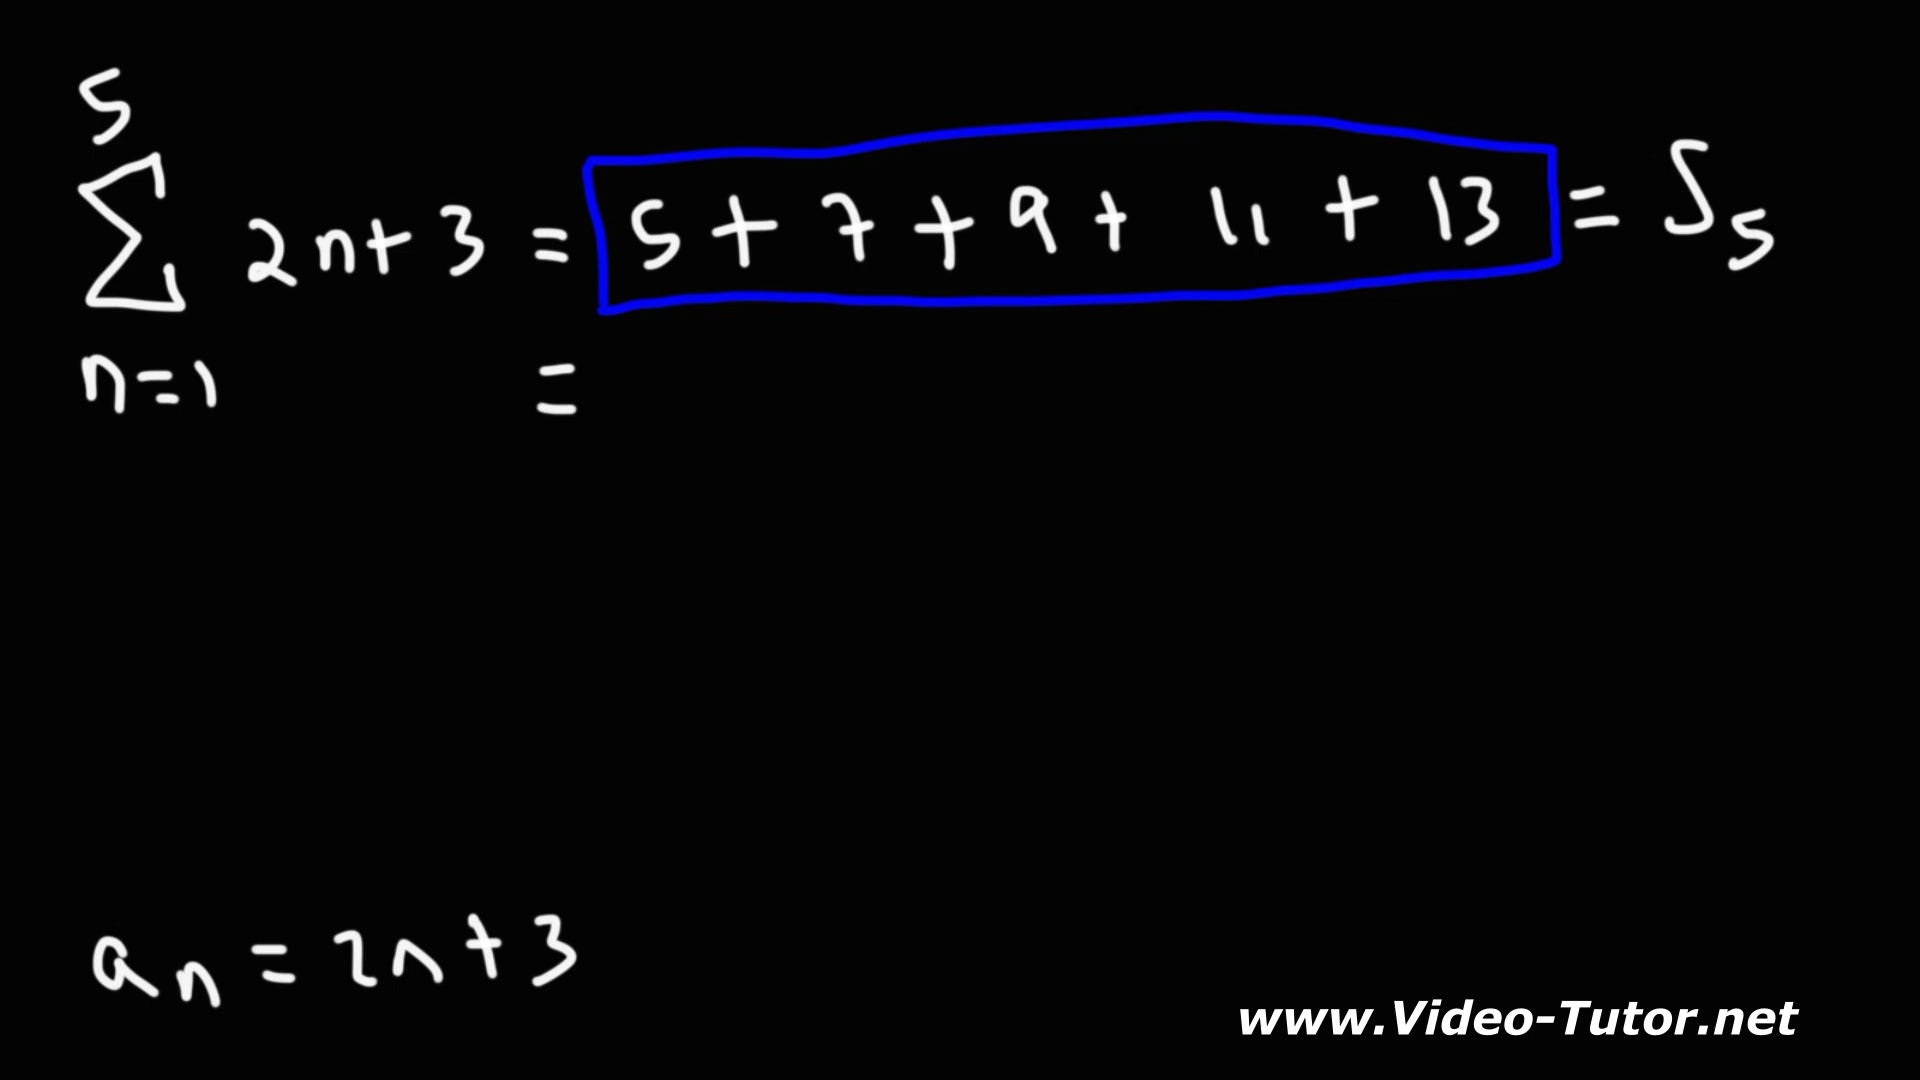 5
∑ 2n+3 = 5 + 7 + 9 + 11 + 13 = S₅
n=1 =
aₙ = 2n+3
www.Video-Tutor.net